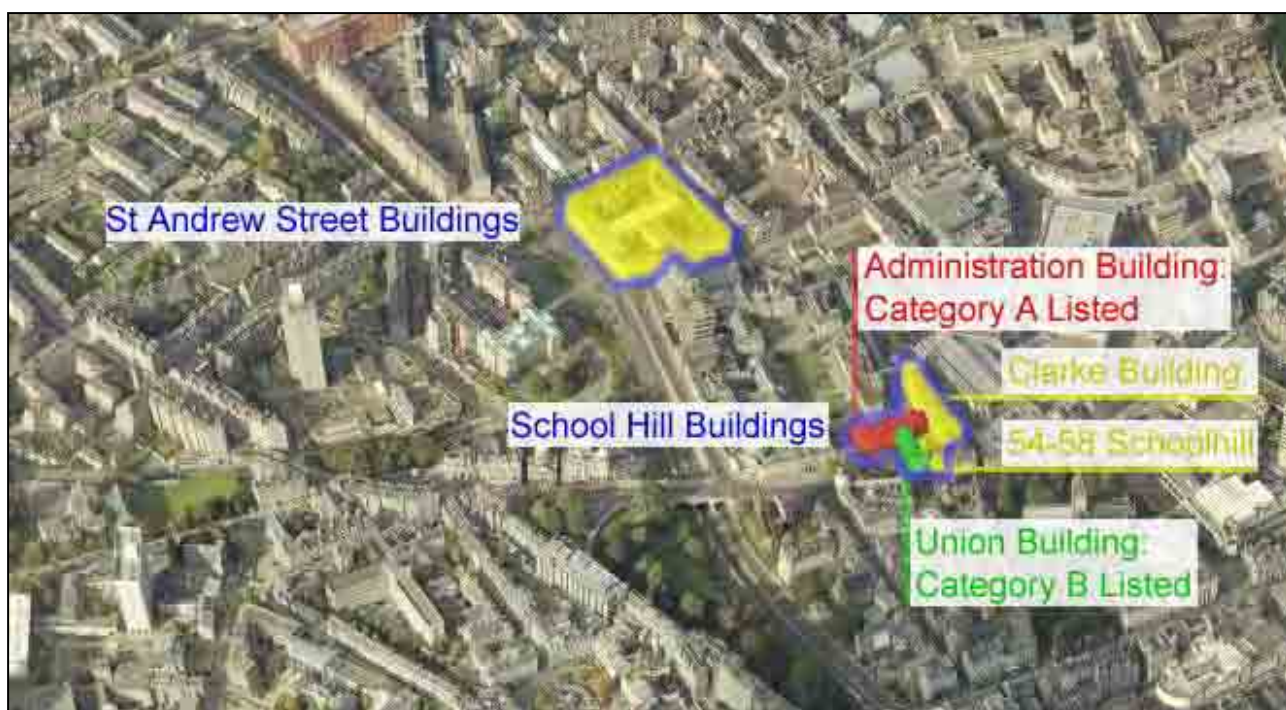 St Andrew Street Buildings
Administration Building:
Category A Listed
Clarke Building
School Hill Buildings
54-58 Schoolhill
Union Building:
Category B Listed